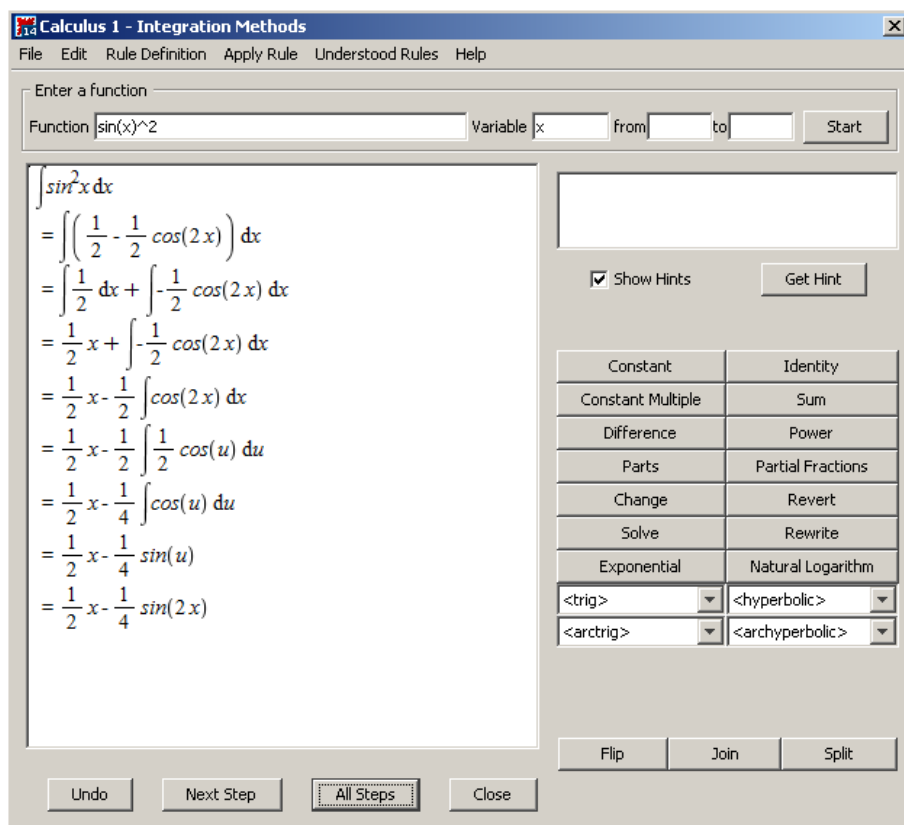 Calculus 1 - Integration Methods
File Edit Rule Definition Apply Rule Understood Rules Help
Enter a function
Function sin(x)^2 Variable x from to Start
∫sin²x dx
= ∫(1/2 - 1/2 cos(2 x)) dx
= ∫1/2 dx + ∫-1/2 cos(2 x) dx
= 1/2 x + ∫-1/2 cos(2 x) dx
= 1/2 x - 1/2 ∫cos(2 x) dx
= 1/2 x - 1/2 ∫1/2 cos(u) du
= 1/2 x - 1/4 ∫cos(u) du
= 1/2 x - 1/4 sin(u)
= 1/2 x - 1/4 sin(2 x)
Show Hints Get Hint
Constant Identity
Constant Multiple Sum
Difference Power
Parts Partial Fractions
Change Revert
Solve Rewrite
Exponential Natural Logarithm
<trig> <hyperbolic>
<arctrig> <archyperbolic>
Flip Join Split
Undo Next Step All Steps Close